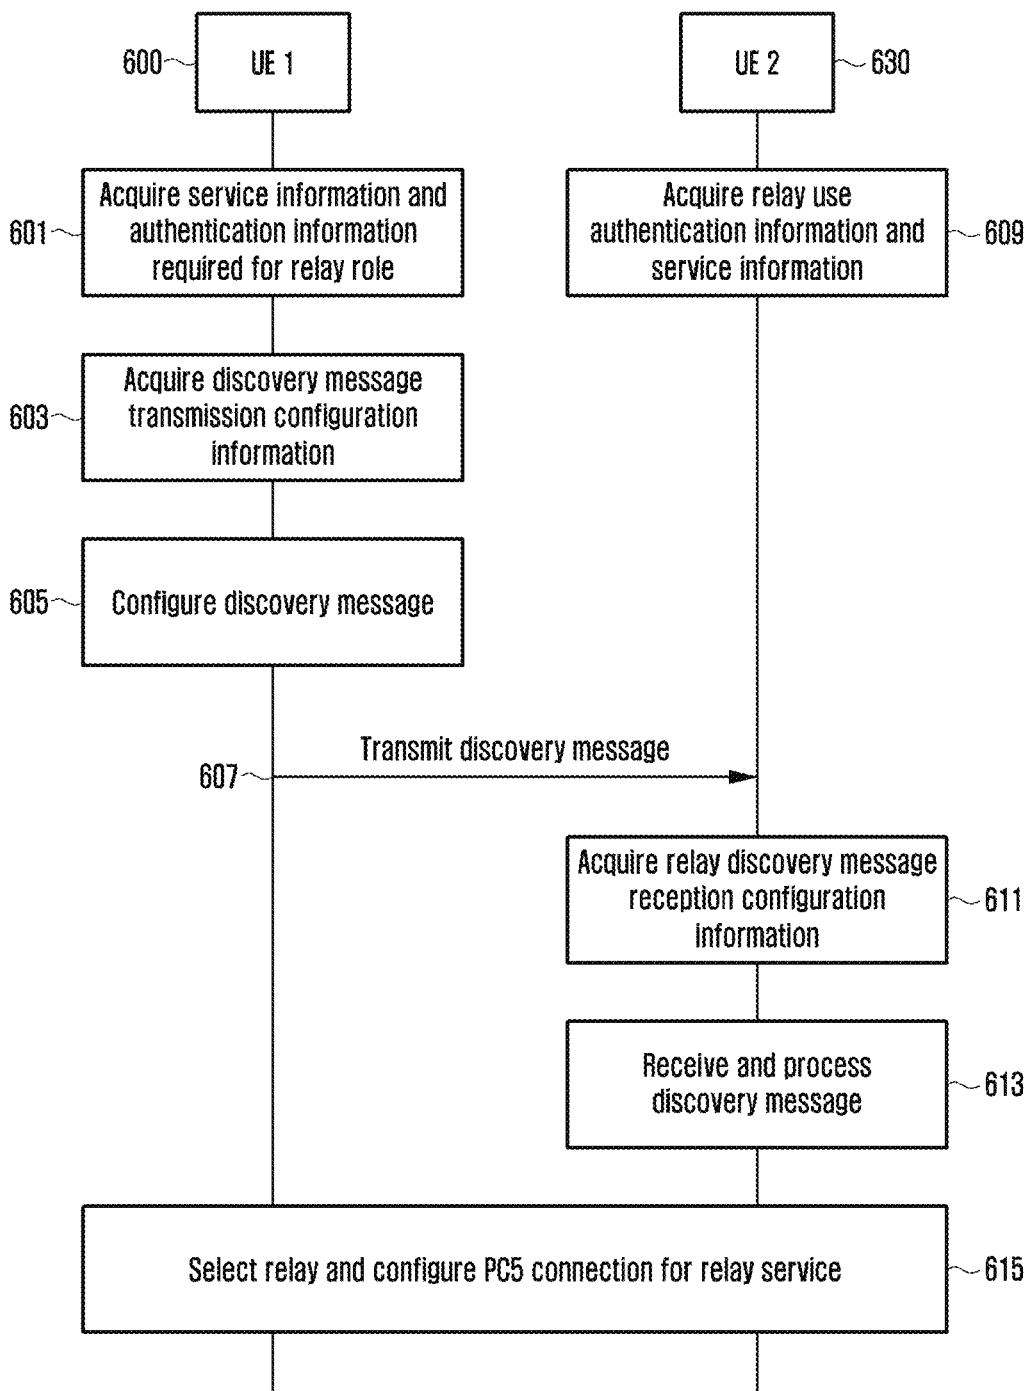 600
UE 1
UE 2
630
601
Acquire service information and
authentication information
required for relay role
Acquire relay use
authentication information and
service information
609
603
Acquire discovery message
transmission configuration
information
605
Configure discovery message
Transmit discovery message
607
Acquire relay discovery message
reception configuration
information
611
Receive and process
discovery message
613
Select relay and configure PC5 connection for relay service
615